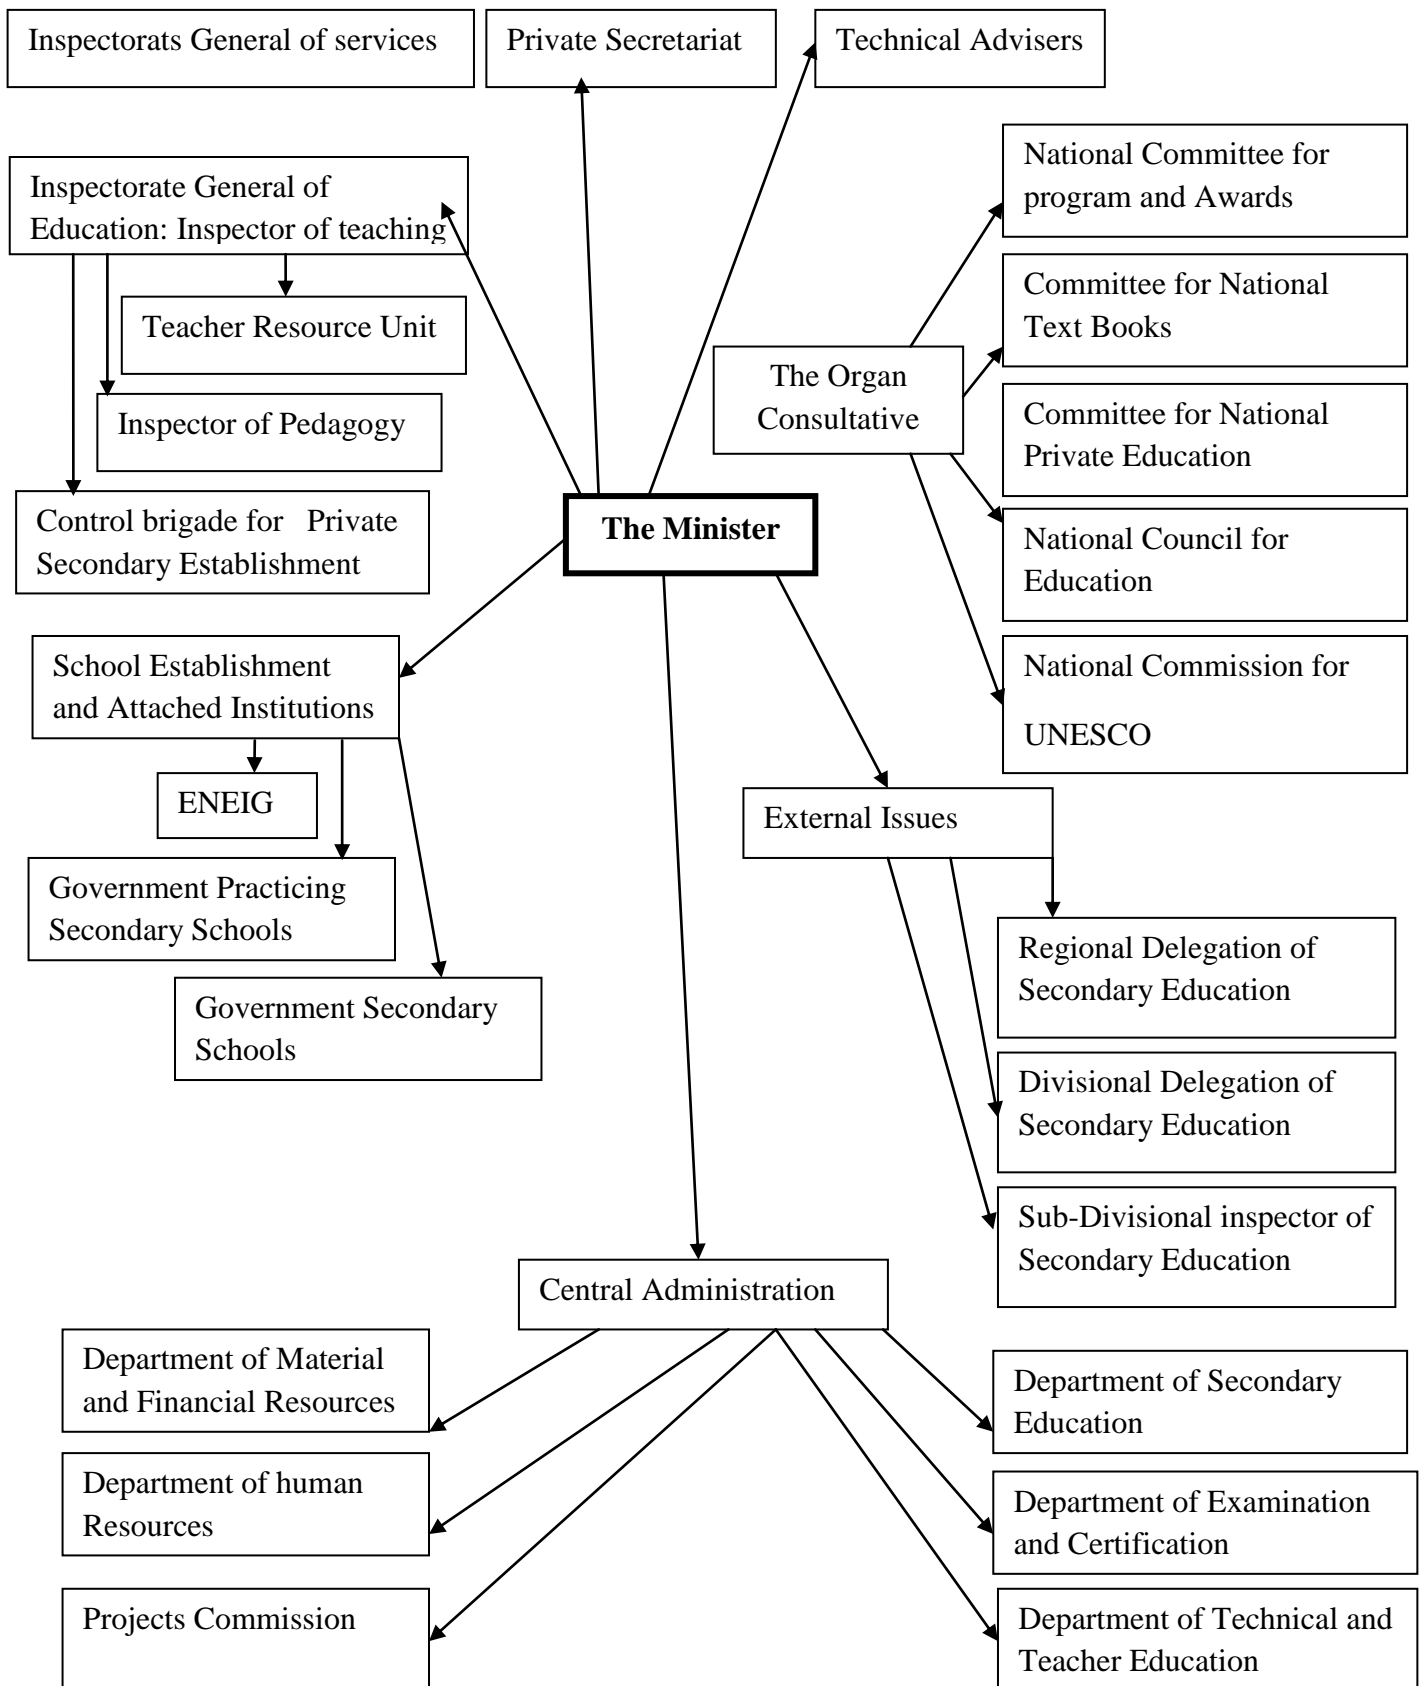 Inspectorats General of services
Private Secretariat
Technical Advisers
National Committee for
program and Awards
Inspectorate General of
Education: Inspector of teaching
Committee for National
Text Books
Teacher Resource Unit
The Organ
Consultative
Inspector of Pedagogy
Committee for National
Private Education
Control brigade for Private
Secondary Establishment
The Minister
National Council for
Education
School Establishment
and Attached Institutions
National Commission for
UNESCO
ENEIG
External Issues
Government Practicing
Secondary Schools
Regional Delegation of
Secondary Education
Government Secondary
Schools
Divisional Delegation of
Secondary Education
Sub-Divisional inspector of
Secondary Education
Central Administration
Department of Material
and Financial Resources
Department of Secondary
Education
Department of human
Resources
Department of Examination
and Certification
Projects Commission
Department of Technical and
Teacher Education